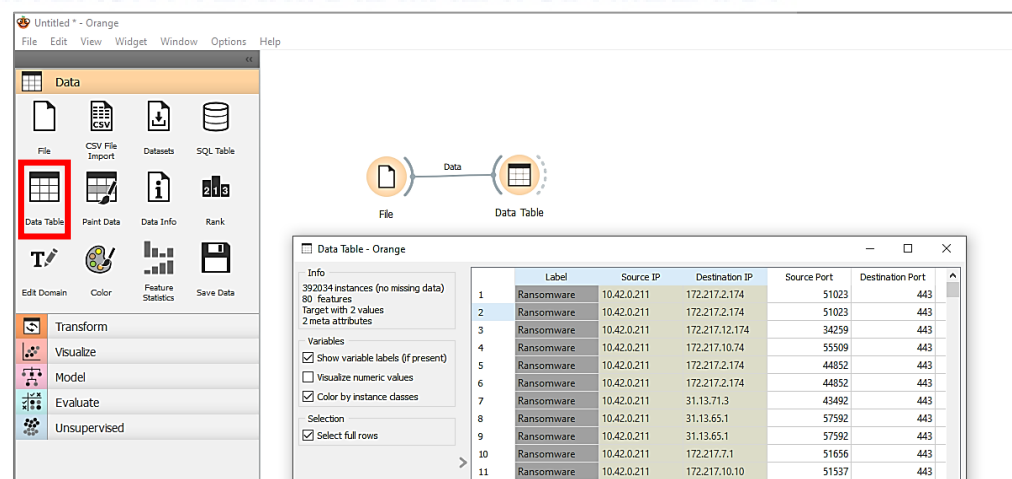 Untitled * - Orange
File Edit View Widget Window Options Help
Data
File
CSV File Import
Datasets
SQL Table
Data Table
Paint Data
Data Info
Rank
Edit Domain
Color
Feature Statistics
Save Data
Transform
Visualize
Model
Evaluate
Unsupervised
Data
File
Data Table
Data Table - Orange
Info
392034 instances (no missing data)
80 features
Target with 2 values
2 meta attributes
Variables
Show variable labels (if present)
Visualize numeric values
Color by instance classes
Selection
Select full rows
Label Source IP Destination IP Source Port Destination Port
1 Ransomware 10.42.0.211 172.217.2.174 51023 443
2 Ransomware 10.42.0.211 172.217.2.174 51023 443
3 Ransomware 10.42.0.211 172.217.12.174 34259 443
4 Ransomware 10.42.0.211 172.217.10.74 55509 443
5 Ransomware 10.42.0.211 172.217.2.174 44852 443
6 Ransomware 10.42.0.211 172.217.2.174 44852 443
7 Ransomware 10.42.0.211 31.13.71.3 43492 443
8 Ransomware 10.42.0.211 31.13.65.1 57592 443
9 Ransomware 10.42.0.211 31.13.65.1 57592 443
10 Ransomware 10.42.0.211 172.217.7.1 51656 443
11 Ransomware 10.42.0.211 172.217.10.10 51537 443